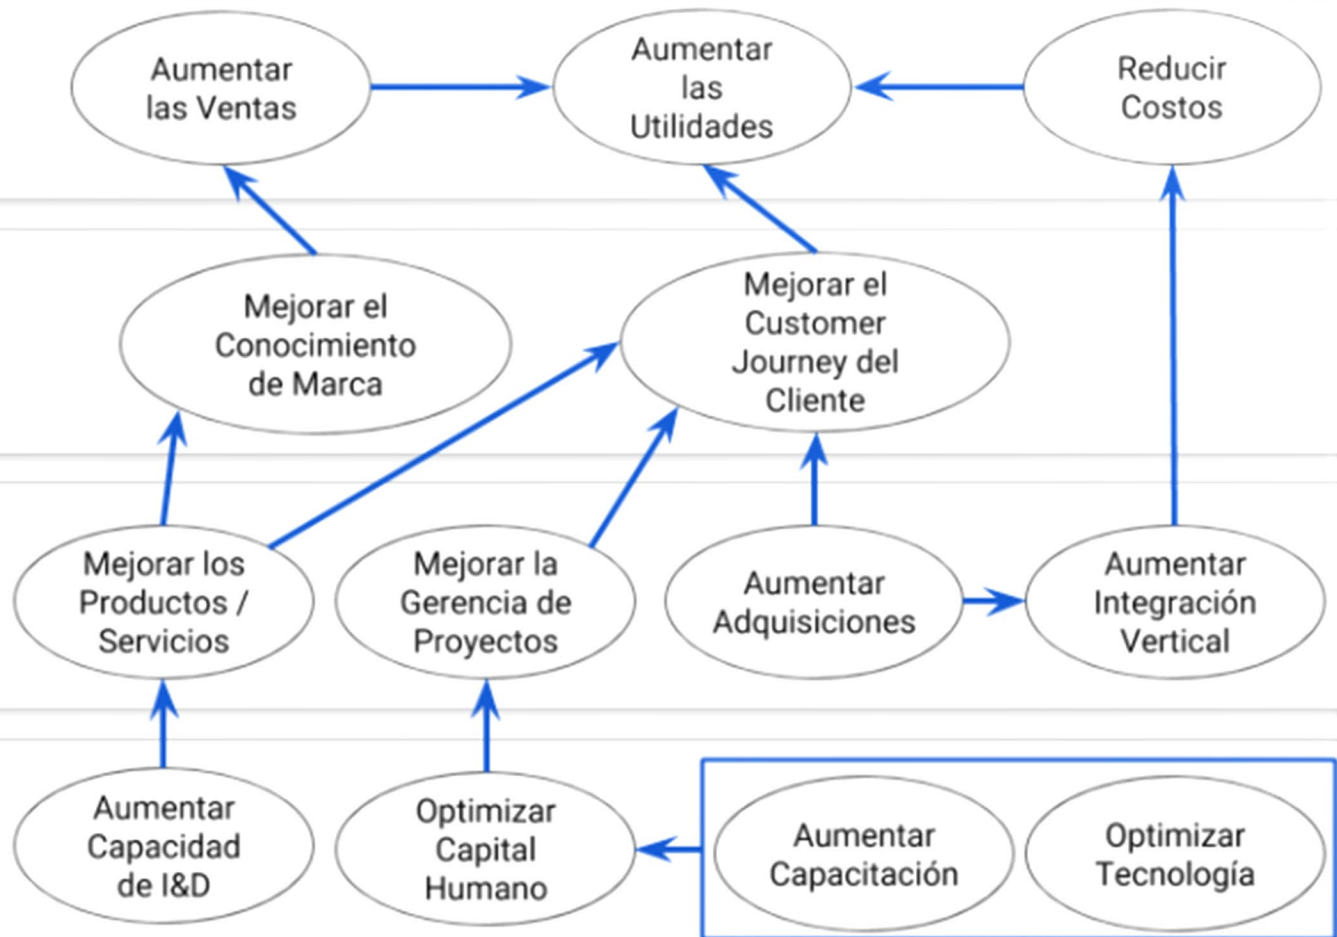 Aumentar
las Ventas
Aumentar
las
Utilidades
Reducir
Costos
Mejorar el
Conocimiento
de Marca
Mejorar el
Customer
Journey del
Cliente
Mejorar los
Productos /
Servicios
Mejorar la
Gerencia de
Proyectos
Aumentar
Adquisiciones
Aumentar
Integración
Vertical
Aumentar
Capacidad
de I&D
Optimizar
Capital
Humano
Aumentar
Capacitación
Optimizar
Tecnología